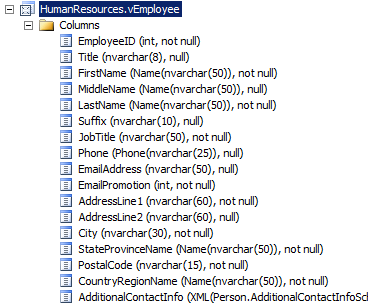 HumanResources.vEmployee
Columns
EmployeeID (int, not null)
Title (nvarchar(8), null)
FirstName (Name(nvarchar(50)), not null)
MiddleName (Name(nvarchar(50)), null)
LastName (Name(nvarchar(50)), not null)
Suffix (nvarchar(10), null)
JobTitle (nvarchar(50), not null)
Phone (Phone(nvarchar(25)), null)
EmailAddress (nvarchar(50), null)
EmailPromotion (int, not null)
AddressLine1 (nvarchar(60), not null)
AddressLine2 (nvarchar(60), null)
City (nvarchar(30), not null)
StateProvinceName (Name(nvarchar(50)), not null)
PostalCode (nvarchar(15), not null)
CountryRegionName (Name(nvarchar(50)), not null)
AdditionalContactInfo (XML(Person.AdditionalContactInfoScl